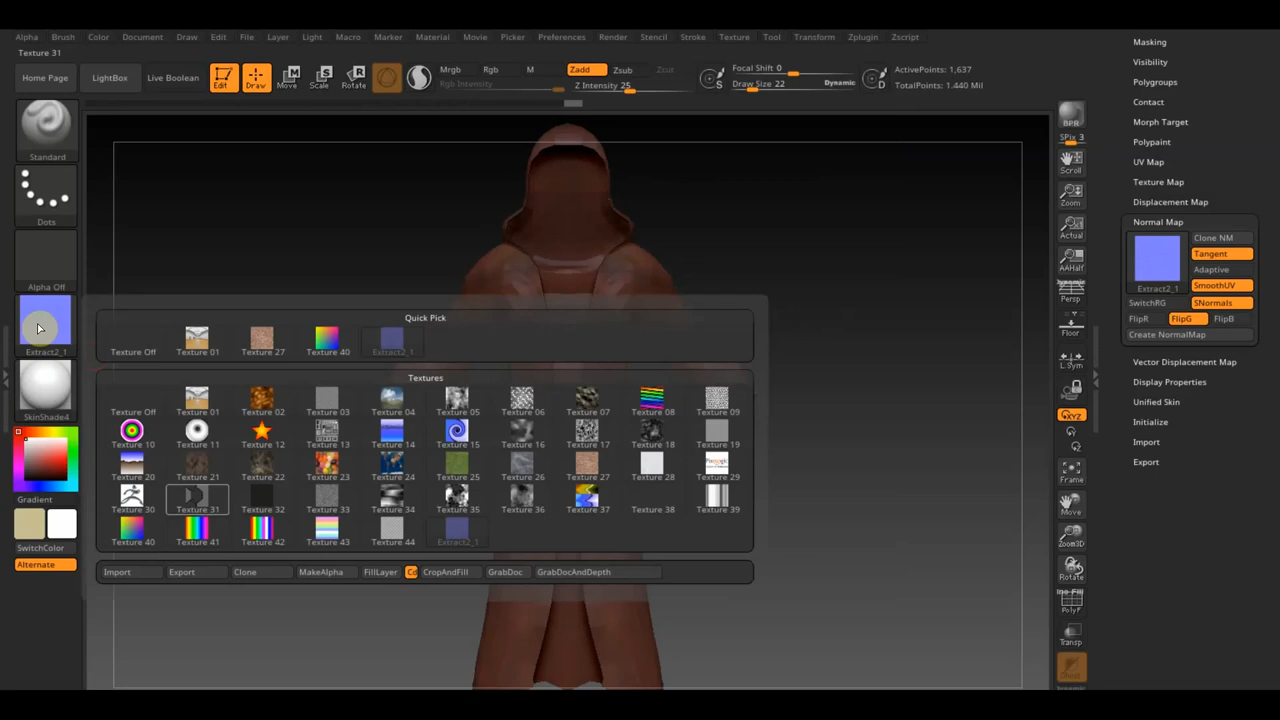 Alpha Brush Color Document Draw Edit File Layer Light Macro Marker Material Movie Picker Preferences Render Stencil Stroke Texture Tool Transform Zplugin Zscript
Texture 31
Home Page LightBox Live Boolean Edit Draw Move Scale Rotate
Mrgb Rgb M Zadd Zsub Zcut
Rgb Intensity Z Intensity 25
Focal Shift 0
Draw Size 22 Dynamic
ActivePoints: 1,637
TotalPoints: 1.440 Mil
Standard
Dots
Alpha Off
Extract2_1
SkinShade4
Gradient
SwitchColor
Alternate
Quick Pick
Texture Off Texture 01 Texture 27 Texture 40 Extract2_1
Textures
Texture Off Texture 01 Texture 02 Texture 03 Texture 04 Texture 05 Texture 06 Texture 07 Texture 08 Texture 09
Texture 10 Texture 11 Texture 12 Texture 13 Texture 14 Texture 15 Texture 16 Texture 17 Texture 18 Texture 19
Texture 20 Texture 21 Texture 22 Texture 23 Texture 24 Texture 25 Texture 26 Texture 27 Texture 28 Texture 29
Texture 30 Texture 31 Texture 32 Texture 33 Texture 34 Texture 35 Texture 36 Texture 37 Texture 38 Texture 39
Texture 40 Texture 41 Texture 42 Texture 43 Texture 44 Extract2_1
Import Export Clone MakeAlpha FillLayer Cd CropAndFill GrabDoc GrabDocAndDepth
BPR
SPix 3
Scroll
Zoom
Actual
AAHalf
Dynamic
Persp
Floor
L.Sym
XYZ
Y
Z
Frame
Move
Zoom3D
Rotate
PolyF
Transp
Masking
Visibility
Polygroups
Contact
Morph Target
Polypaint
UV Map
Texture Map
Displacement Map
Normal Map
Extract2_1
Clone NM
Tangent
Adaptive
SmoothUV
SwitchRG SNormals
FlipR FlipG FlipB
Create NormalMap
Vector Displacement Map
Display Properties
Unified Skin
Initialize
Import
Export